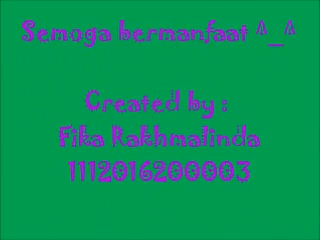 Semoga bermanfaat ^_^
Created by :
Fika Rakhmalinda
1112016200003